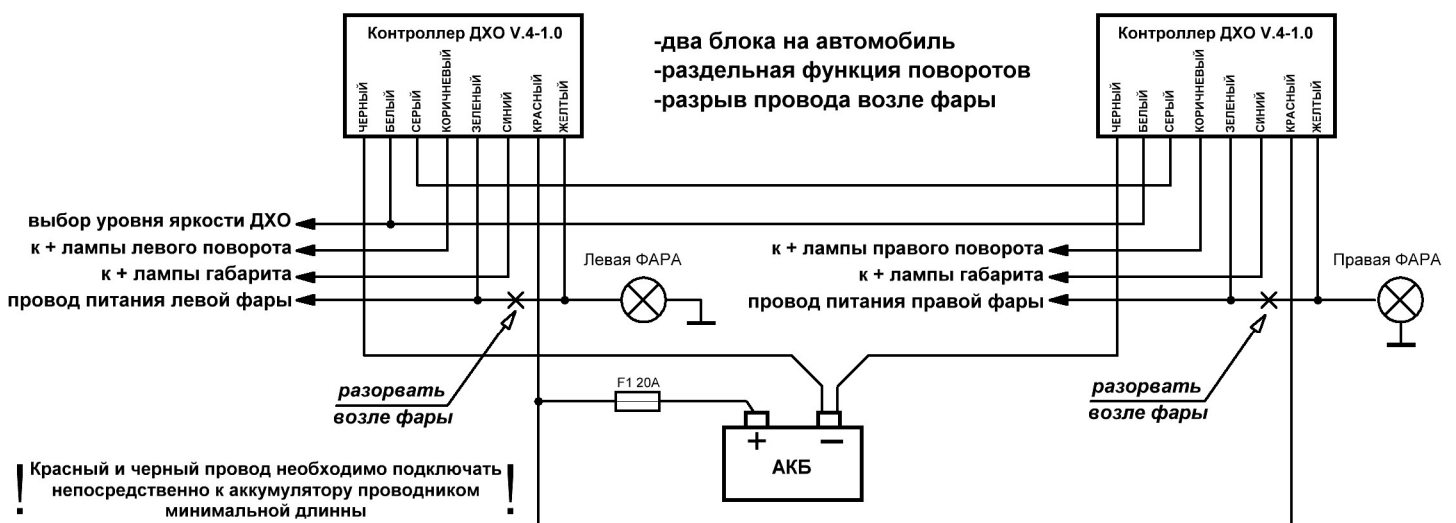 Контроллер ДХО V.4-1.0
ЧЕРНЫЙ
БЕЛЫЙ
СЕРЫЙ
КОРИЧНЕВЫЙ
ЗЕЛЕНЫЙ
СИНИЙ
КРАСНЫЙ
ЖЕЛТЫЙ
-два блока на автомобиль
-раздельная функция поворотов
-разрыв провода возле фары
Контроллер ДХО V.4-1.0
ЧЕРНЫЙ
БЕЛЫЙ
СЕРЫЙ
КОРИЧНЕВЫЙ
ЗЕЛЕНЫЙ
СИНИЙ
КРАСНЫЙ
ЖЕЛТЫЙ
выбор уровня яркости ДХО
к + лампы левого поворота
к + лампы габарита
провод питания левой фары
Левая ФАРА
к + лампы правого поворота
к + лампы габарита
провод питания правой фары
Правая ФАРА
разорвать
возле фары
F1 20A
+ −
АКБ
разорвать
возле фары
! Красный и черный провод необходимо подключать !
непосредственно к аккумулятору проводником
минимальной длинны